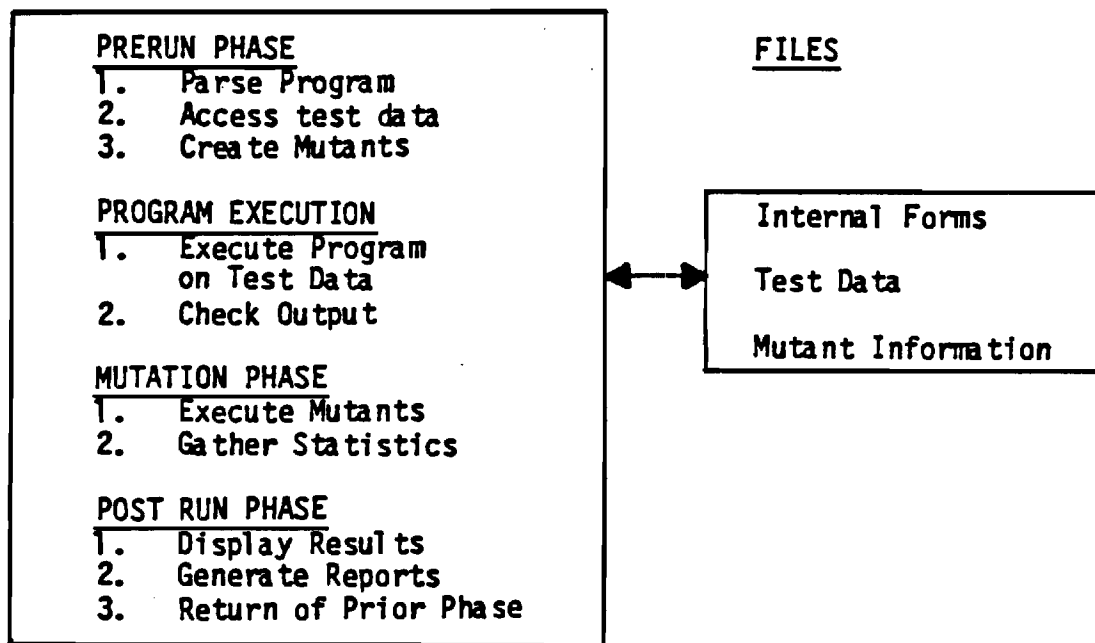 PRERUN PHASE
1. Parse Program
2. Access test data
3. Create Mutants
PROGRAM EXECUTION
1. Execute Program
on Test Data
2. Check Output
MUTATION PHASE
1. Execute Mutants
2. Gather Statistics
POST RUN PHASE
1. Display Results
2. Generate Reports
3. Return of Prior Phase
FILES
Internal Forms
Test Data
Mutant Information